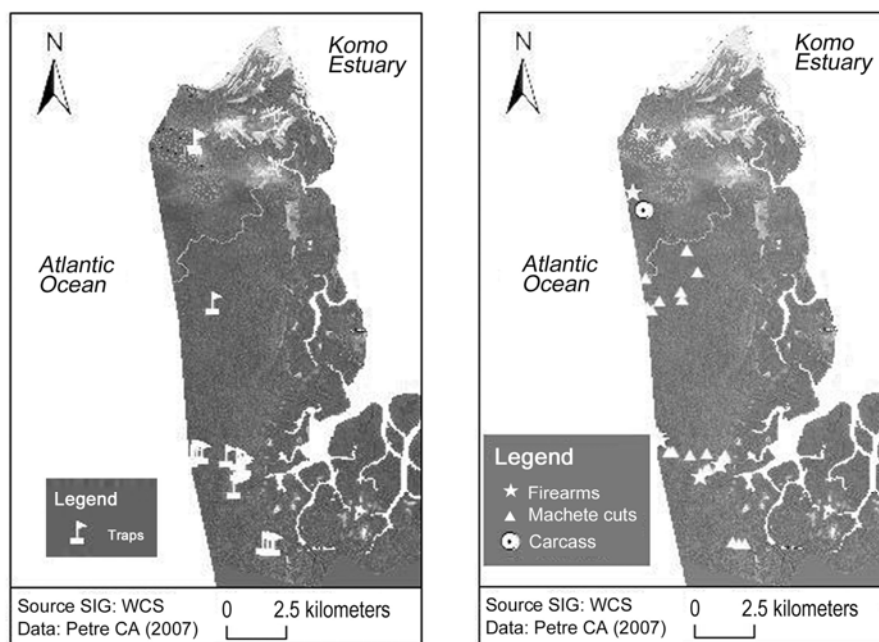 N
Komo
Estuary
Atlantic
Ocean
Legend
Traps
Source SIG: WCS
Data: Petre CA (2007)
0 2.5 kilometers
N
Komo
Estuary
Atlantic
Ocean
Legend
Firearms
Machete cuts
Carcass
Source SIG: WCS
Data: Petre CA (2007)
0 2.5 kilometers